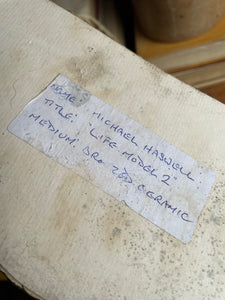 NAME: MICHAEL HASWELL.
TITLE: "LIFE MODEL 2"
MEDIUM: CERAMIC